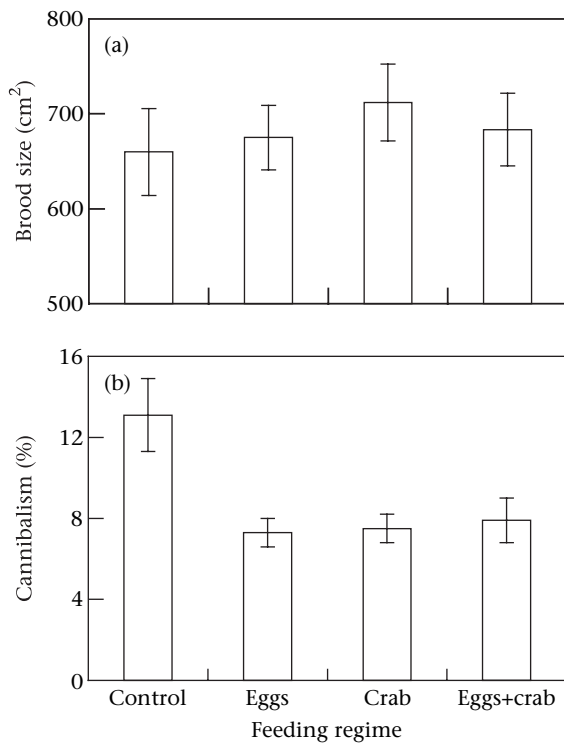 800
(a)
700
600
500
Brood size (cm²)
16
(b)
12
8
4
0
Cannibalism (%)
Control Eggs Crab Eggs+crab
Feeding regime